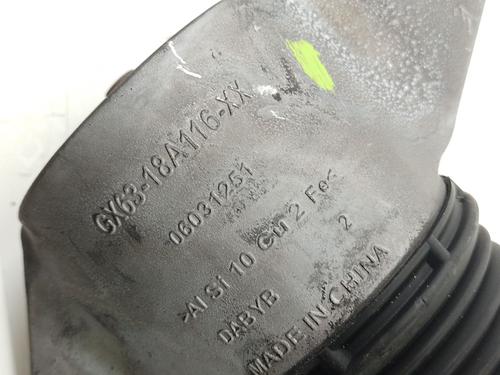 GX63-18A116-XX
06031251
>Al Si 10 Cu 2 Fe<
DABYB 2
MADE IN CHINA